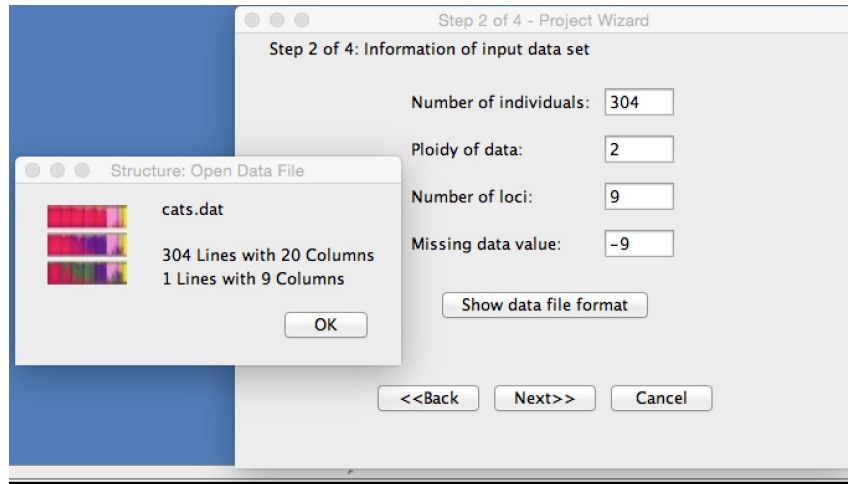 Step 2 of 4 - Project Wizard
Step 2 of 4: Information of input data set
Number of individuals: 304
Ploidy of data: 2
Number of loci: 9
Missing data value: -9
Show data file format
<<Back Next>> Cancel
Structure: Open Data File
cats.dat
304 Lines with 20 Columns
1 Lines with 9 Columns
OK